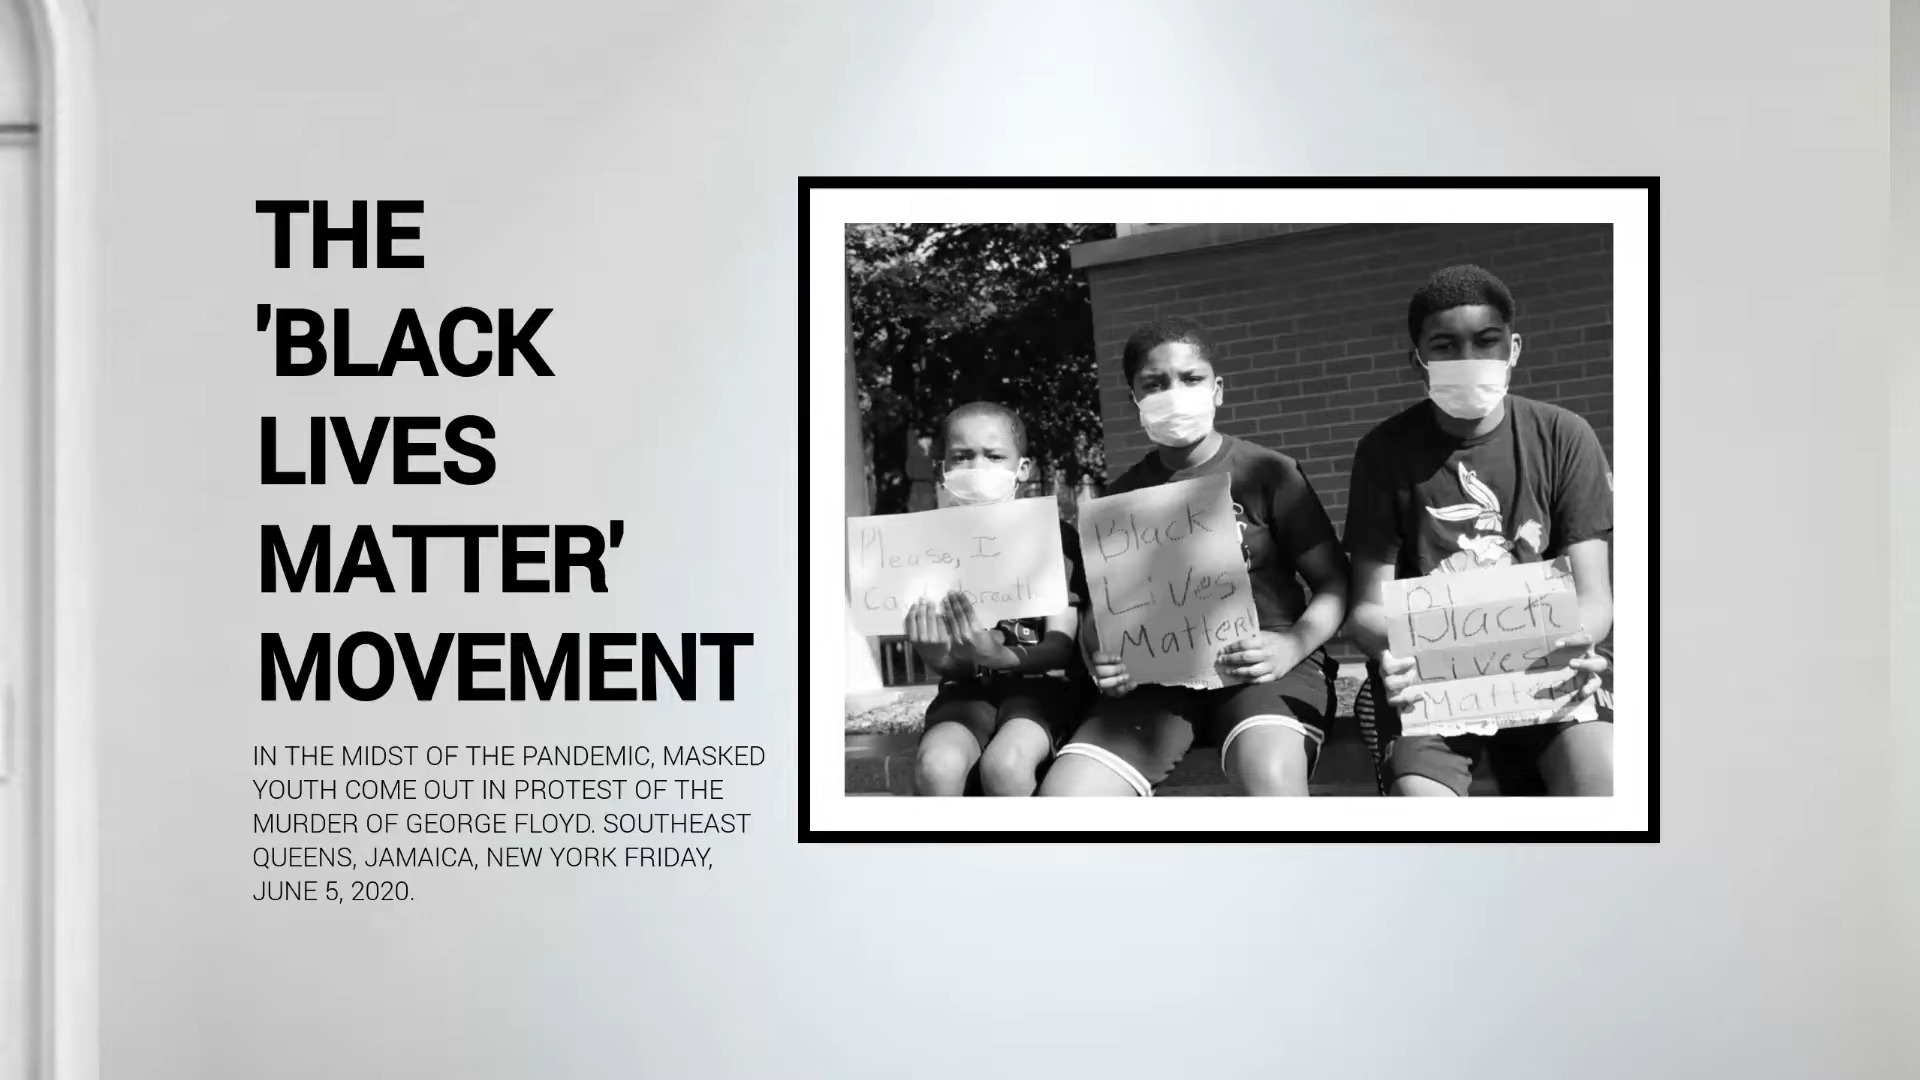 THE
'BLACK
LIVES
MATTER'
MOVEMENT
IN THE MIDST OF THE PANDEMIC, MASKED
YOUTH COME OUT IN PROTEST OF THE
MURDER OF GEORGE FLOYD. SOUTHEAST
QUEENS, JAMAICA, NEW YORK FRIDAY,
JUNE 5, 2020.
Please, I
breath
Black
Lives
Matter!
Black
Lives
Matter